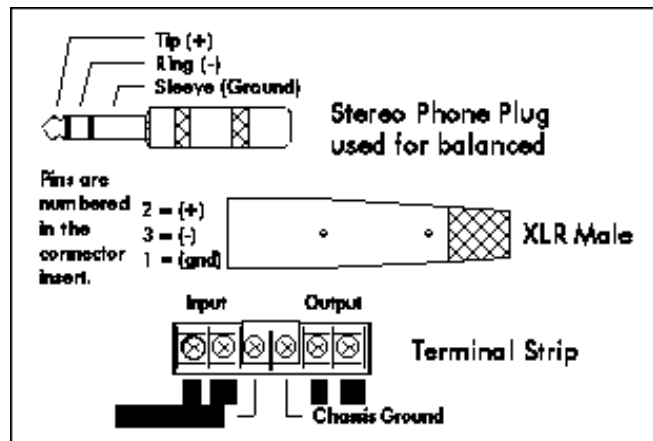 Tip (+)
Ring (-)
Sleeve (Ground)
Stereo Phone Plug
used for balanced
Pins are
numbered
in the
connector
insert.
2 = (+)
3 = (-)
1 = (gnd)
XLR Male
Input
Output
Terminal Strip
Chassis Ground